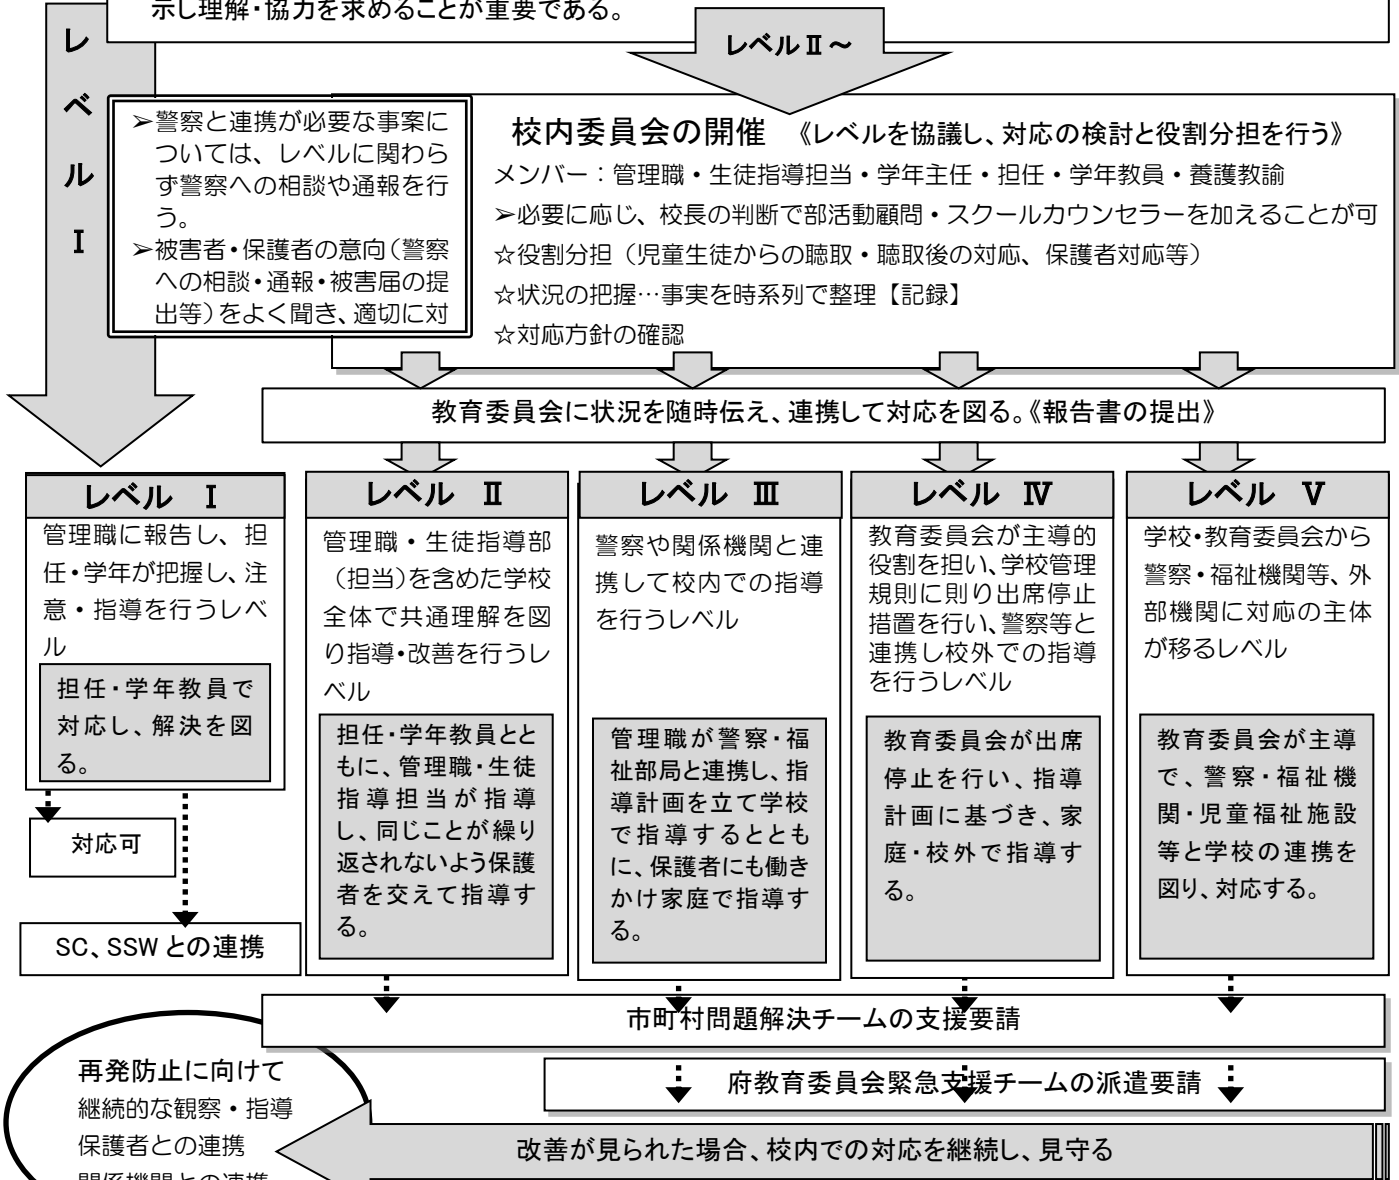 示し理解・協力を求めることが重要である。
レベルⅠ
レベルⅡ～
➢警察と連携が必要な事案に
ついては、レベルに関わら
ず警察への相談や通報を行
う。
➢被害者・保護者の意向（警察
への相談・通報・被害届の提
出等）をよく聞き、適切に対
校内委員会の開催 《レベルを協議し、対応の検討と役割分担を行う》
メンバー：管理職・生徒指導担当・学年主任・担任・学年教員・養護教諭
➢必要に応じ、校長の判断で部活動顧問・スクールカウンセラーを加えることが可
☆役割分担（児童生徒からの聴取・聴取後の対応、保護者対応等）
☆状況の把握…事実を時系列で整理【記録】
☆対応方針の確認
教育委員会に状況を随時伝え、連携して対応を図る。《報告書の提出》
レベル Ⅰ
管理職に報告し、担
任・学年が把握し、注
意・指導を行うレベ
ル
担任・学年教員で
対応し、解決を図
る。
対応可
SC、SSWとの連携
レベル Ⅱ
管理職・生徒指導部
（担当）を含めた学校
全体で共通理解を図
り指導・改善を行うレ
ベル
担任・学年教員とと
もに、管理職・生徒
指導担当が指導
し、同じことが繰り
返されないよう保護
者を交えて指導す
る。
レベル Ⅲ
警察や関係機関と連
携して校内での指導
を行うレベル
管理職が警察・福
祉部局と連携し、指
導計画を立て学校
で指導するととも
に、保護者にも働き
かけ家庭で指導す
る。
レベル Ⅳ
教育委員会が主導的
役割を担い、学校管理
規則に則り出席停止
措置を行い、警察等と
連携し校外での指導
を行うレベル
教育委員会が出席
停止を行い、指導
計画に基づき、家
庭・校外で指導す
る。
レベル Ⅴ
学校・教育委員会から
警察・福祉機関等、外
部機関に対応の主体
が移るレベル
教育委員会が主導
で、警察・福祉機
関・児童福祉施設
等と学校の連携を
図り、対応する。
市町村問題解決チームの支援要請
府教育委員会緊急支援チームの派遣要請
改善が見られた場合、校内での対応を継続し、見守る
再発防止に向けて
継続的な観察・指導
保護者との連携
関係機関との連携